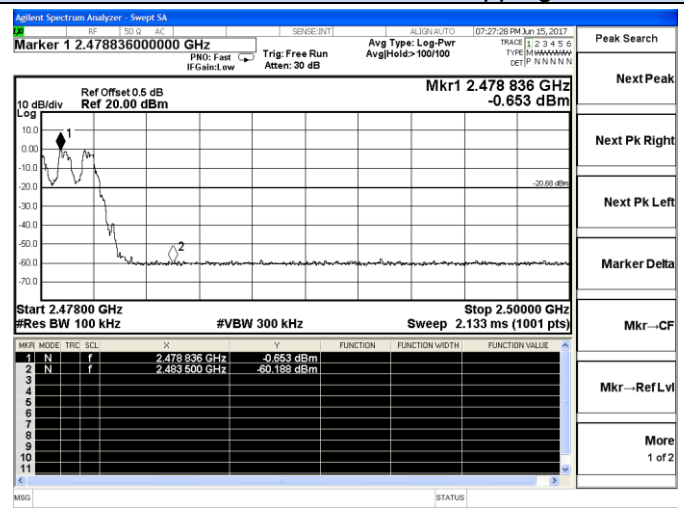 Agilent Spectrum Analyzer - Swept SA
RF 50 Ω AC SENSE:INT ALIGN AUTO 07:27:28 PM Jun 15, 2017
Marker 1 2.478836000000 GHz
PNO: Fast
IFGain:Low
Trig: Free Run
Atten: 30 dB
Avg Type: Log-Pwr
Avg|Hold:>100/100
TRACE 1 2 3 4 5 6
TYPE MWWWWW
DET P N N N N N
Ref Offset 0.5 dB
10 dB/div Ref 20.00 dBm
Log
Mkr1 2.478 836 GHz
-0.653 dBm
10.0
0.00
-10.0
-20.0
-30.0
-40.0
-50.0
-60.0
-70.0
1
2
-20.68 dBm
Start 2.47800 GHz Stop 2.50000 GHz
#Res BW 100 kHz #VBW 300 kHz Sweep 2.133 ms (1001 pts)
MKR MODE TRC SCL X Y FUNCTION FUNCTION WIDTH FUNCTION VALUE
1 N f 2.478 836 GHz -0.653 dBm
2 N f 2.483 500 GHz -60.188 dBm
3
4
5
6
7
8
9
10
11
MSG STATUS
Peak Search
Next Peak
Next Pk Right
Next Pk Left
Marker Delta
Mkr→CF
Mkr→Ref Lvl
More
1 of 2